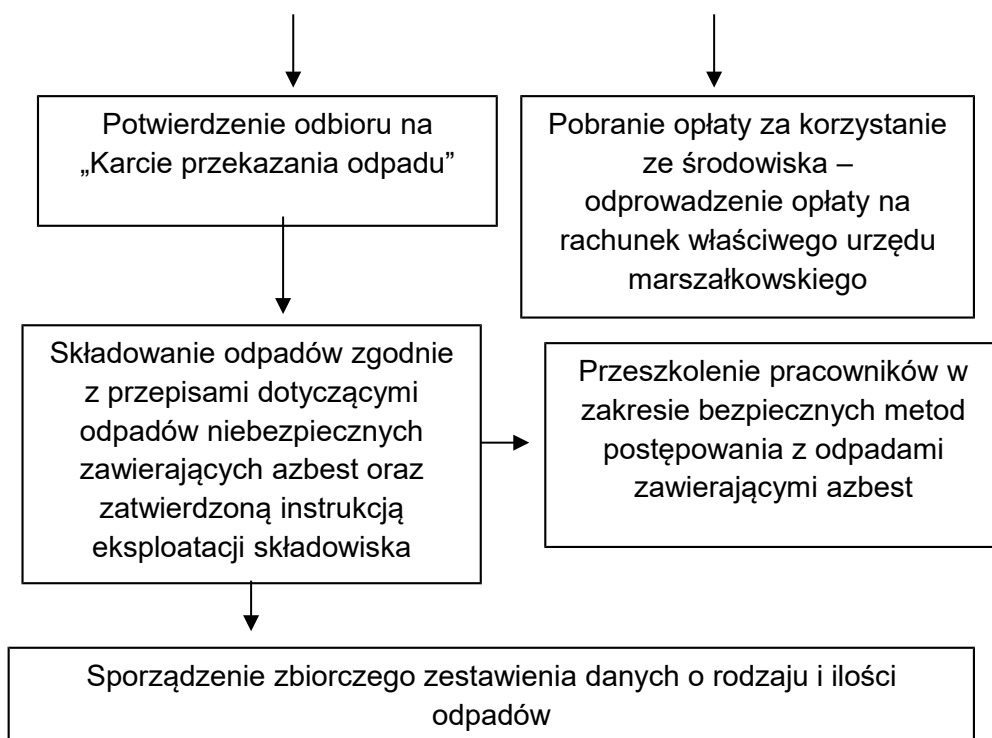 Potwierdzenie odbioru na
„Karcie przekazania odpadu”
Pobranie opłaty za korzystanie
ze środowiska –
odprowadzenie opłaty na
rachunek właściwego urzędu
marszałkowskiego
Składowanie odpadów zgodnie
z przepisami dotyczącymi
odpadów niebezpiecznych
zawierających azbest oraz
zatwierdzoną instrukcją
eksploatacji składowiska
Przeszkolenie pracowników w
zakresie bezpiecznych metod
postępowania z odpadami
zawierającymi azbest
Sporządzenie zbiorczego zestawienia danych o rodzaju i ilości
odpadów